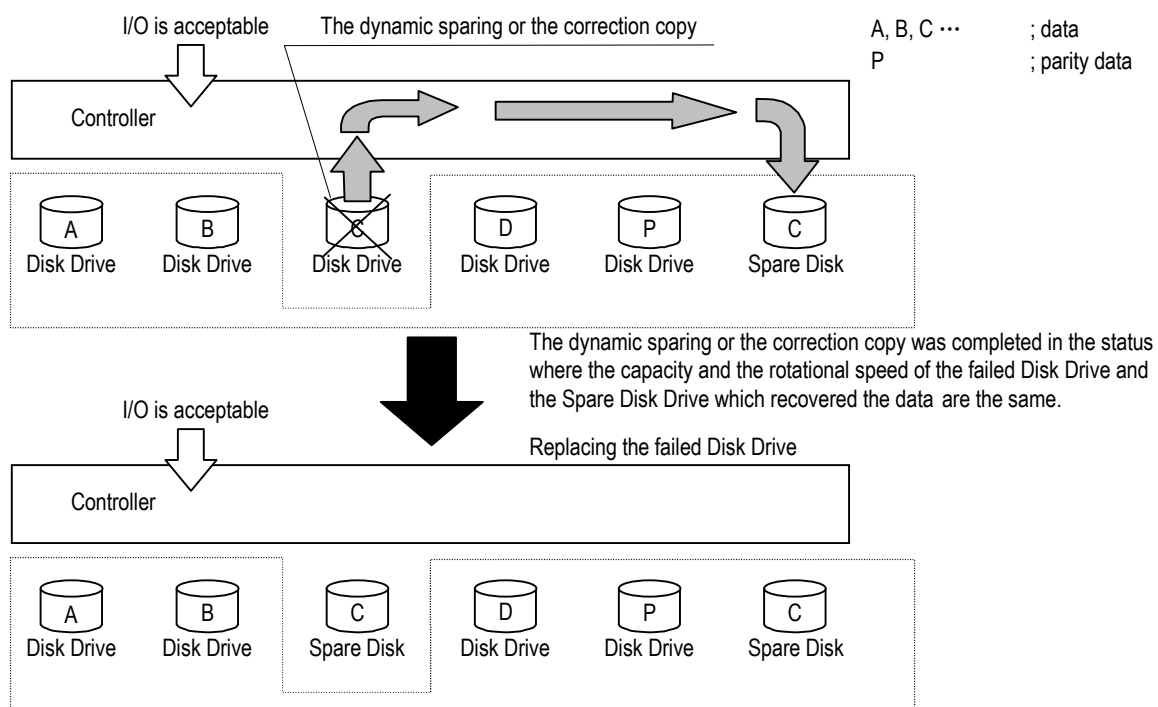 I/O is acceptable
The dynamic sparing or the correction copy
A, B, C ··· ; data
P ; parity data
Controller
A
B
C
D
P
C
Disk Drive
Disk Drive
Disk Drive
Disk Drive
Disk Drive
Spare Disk
The dynamic sparing or the correction copy was completed in the status
where the capacity and the rotational speed of the failed Disk Drive and
the Spare Disk Drive which recovered the data are the same.
I/O is acceptable
Replacing the failed Disk Drive
Controller
A
B
C
D
P
C
Disk Drive
Disk Drive
Spare Disk
Disk Drive
Disk Drive
Spare Disk